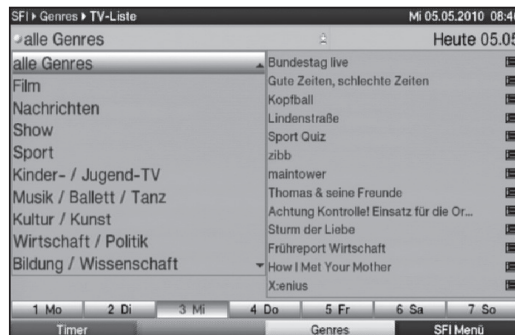 SFI ▸ Genres ▸ TV-Liste Mi 05.05.2010 08:46
alle Genres Heute 05.05
alle Genres
Film
Nachrichten
Show
Sport
Kinder- / Jugend-TV
Musik / Ballett / Tanz
Kultur / Kunst
Wirtschaft / Politik
Bildung / Wissenschaft
Bundestag live
Gute Zeiten, schlechte Zeiten
Kopfball
Lindenstraße
Sport Quiz
zibb
maintower
Thomas & seine Freunde
Achtung Kontrolle! Einsatz für die Or...
Sturm der Liebe
Frühreport Wirtschaft
How I Met Your Mother
X:enius
1 Mo 2 Di 3 Mi 4 Do 5 Fr 6 Sa 7 So
Timer Genres SFI Menü